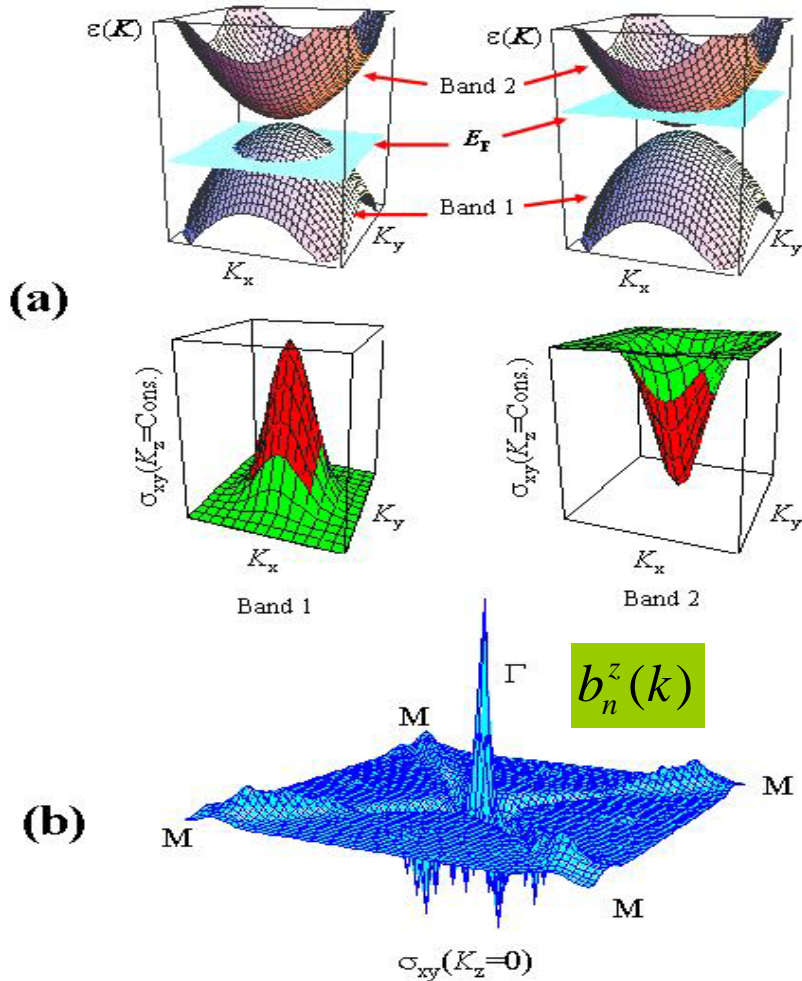 ε(K)
ε(K)
Band 2
E_F
Band 1
K_y
K_x
K_y
K_x
(a)
σ_xy(K_z=Cons.)
K_y
K_x
Band 1
σ_xy(K_z=Cons.)
K_y
K_x
Band 2
Γ
b_n^z(k)
M
M
M
M
(b)
σ_xy(K_z=0)